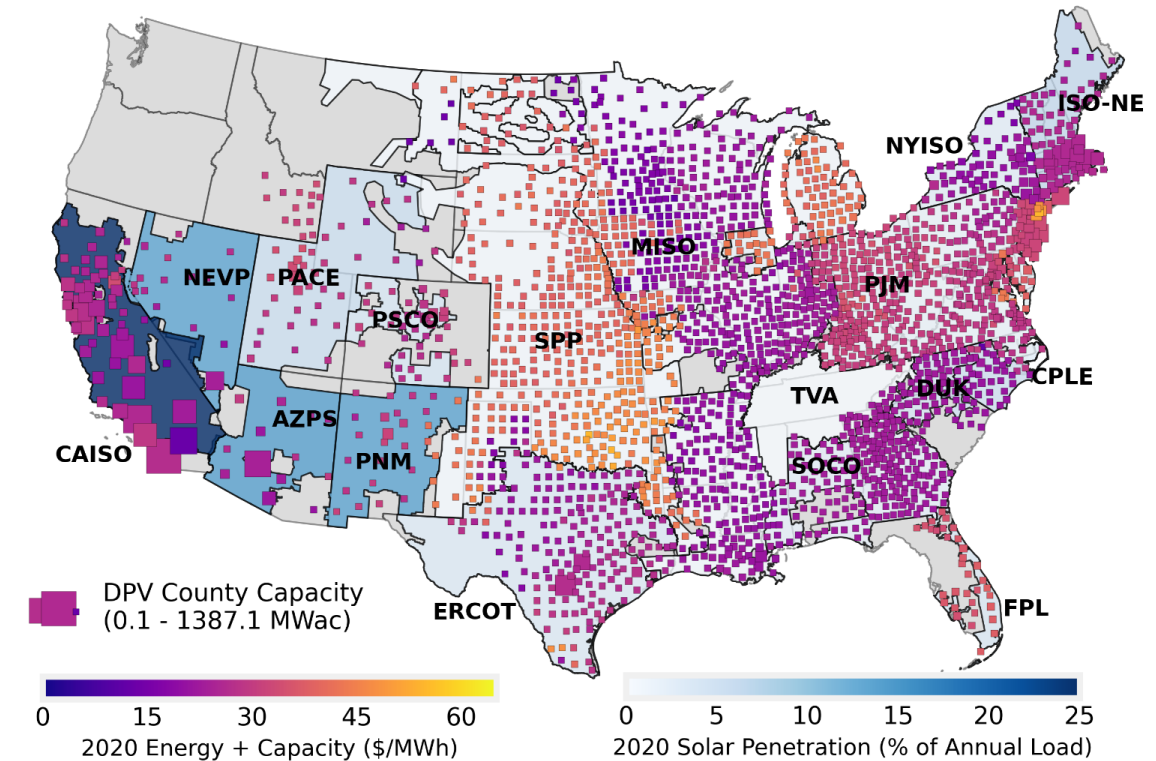 ISO-NE
NYISO
MISO
NEVP
PACE
PJM
PSCO
SPP
CPLE
TVA
DUK
AZPS
CAISO
PNM
SOCO
ERCOT
FPL
DPV County Capacity
(0.1 - 1387.1 MWac)
0 15 30 45 60
2020 Energy + Capacity ($/MWh)
0 5 10 15 20 25
2020 Solar Penetration (% of Annual Load)